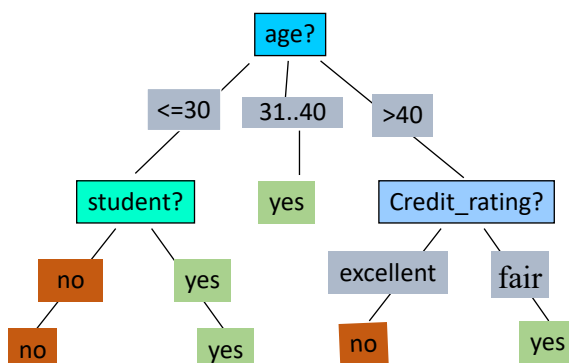 age?
<=30
31..40
>40
student?
yes
Credit_rating?
no
yes
excellent
fair
no
yes
no
yes